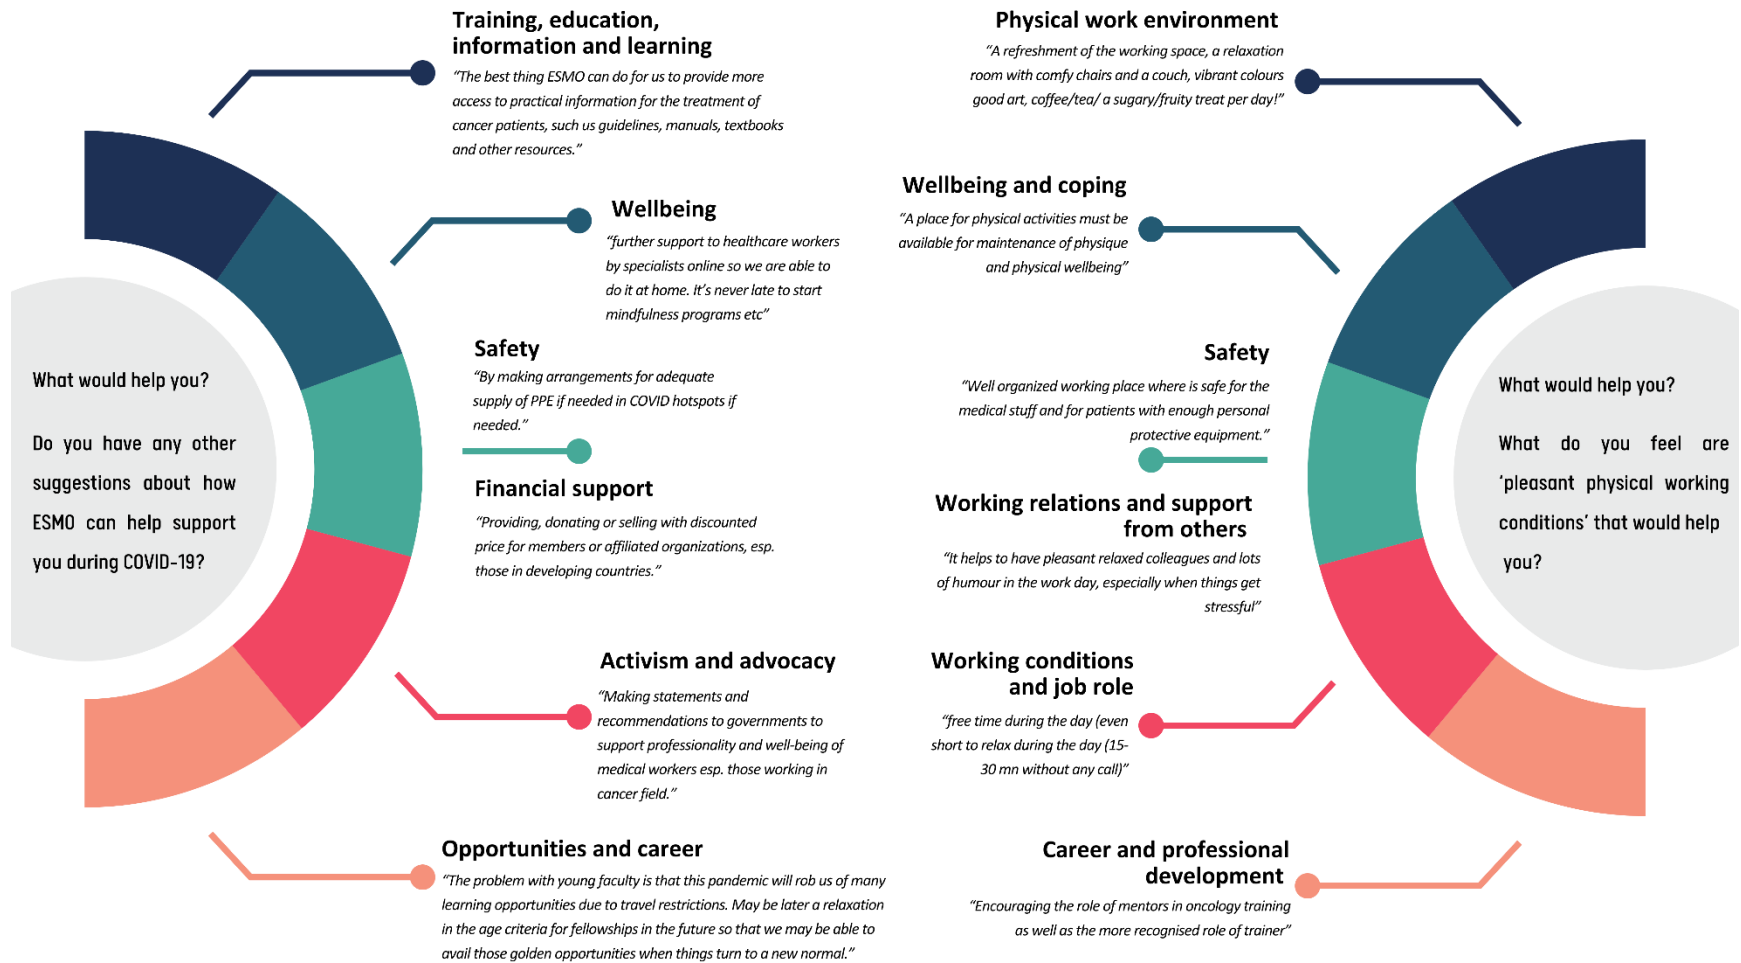 Training, education,
information and learning
“The best thing ESMO can do for us to provide more
access to practical information for the treatment of
cancer patients, such us guidelines, manuals, textbooks
and other resources.”
Wellbeing
“further support to healthcare workers
by specialists online so we are able to
do it at home. It’s never late to start
mindfulness programs etc”
Safety
“By making arrangements for adequate
supply of PPE if needed in COVID hotspots if
needed.”
What would help you?
Do you have any other
suggestions about how
ESMO can help support
you during COVID-19?
Financial support
“Providing, donating or selling with discounted
price for members or affiliated organizations, esp.
those in developing countries.”
Activism and advocacy
“Making statements and
recommendations to governments to
support professionality and well-being of
medical workers esp. those working in
cancer field.”
Opportunities and career
“The problem with young faculty is that this pandemic will rob us of many
learning opportunities due to travel restrictions. May be later a relaxation
in the age criteria for fellowships in the future so that we may be able to
avail those golden opportunities when things turn to a new normal.”
Physical work environment
“A refreshment of the working space, a relaxation
room with comfy chairs and a couch, vibrant colours
good art, coffee/tea/ a sugary/fruity treat per day!”
Wellbeing and coping
“A place for physical activities must be
available for maintenance of physique
and physical wellbeing”
Safety
“Well organized working place where is safe for the
medical stuff and for patients with enough personal
protective equipment.”
What would help you?
What do you feel are
‘pleasant physical working
conditions’ that would help
you?
Working relations and support
from others
“It helps to have pleasant relaxed colleagues and lots
of humour in the work day, especially when things get
stressful”
Working conditions
and job role
“free time during the day (even
short to relax during the day (15-
30 mn without any call)”
Career and professional
development
“Encouraging the role of mentors in oncology training
as well as the more recognised role of trainer”